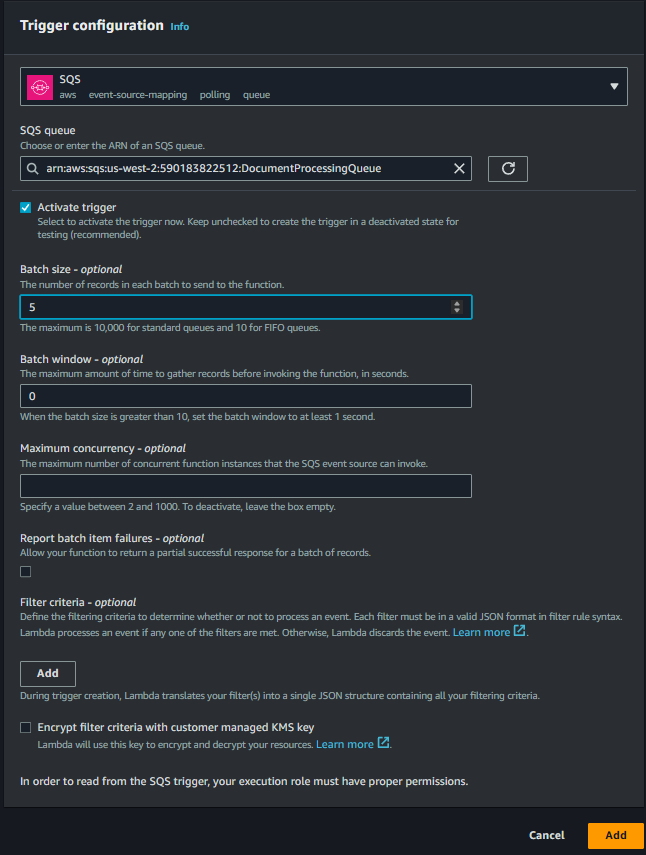 Trigger configuration Info
SQS
aws event-source-mapping polling queue
SQS queue
Choose or enter the ARN of an SQS queue.
arn:aws:sqs:us-west-2:590183822512:DocumentProcessingQueue
Activate trigger
Select to activate the trigger now. Keep unchecked to create the trigger in a deactivated state for
testing (recommended).
Batch size - optional
The number of records in each batch to send to the function.
5
The maximum is 10,000 for standard queues and 10 for FIFO queues.
Batch window - optional
The maximum amount of time to gather records before invoking the function, in seconds.
0
When the batch size is greater than 10, set the batch window to at least 1 second.
Maximum concurrency - optional
The maximum number of concurrent function instances that the SQS event source can invoke.
Specify a value between 2 and 1000. To deactivate, leave the box empty.
Report batch item failures - optional
Allow your function to return a partial successful response for a batch of records.
Filter criteria - optional
Define the filtering criteria to determine whether or not to process an event. Each filter must be in a valid JSON format in filter rule syntax.
Lambda processes an event if any one of the filters are met. Otherwise, Lambda discards the event. Learn more.
Add
During trigger creation, Lambda translates your filter(s) into a single JSON structure containing all your filtering criteria.
Encrypt filter criteria with customer managed KMS key
Lambda will use this key to encrypt and decrypt your resources. Learn more.
In order to read from the SQS trigger, your execution role must have proper permissions.
Cancel Add